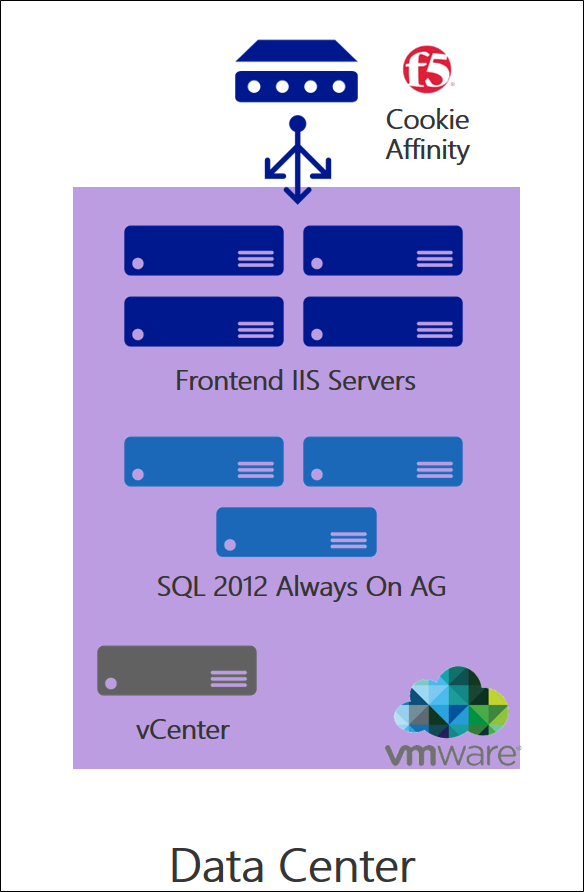 f5
Cookie
Affinity
Frontend IIS Servers
SQL 2012 Always On AG
vCenter
vmware®
Data Center